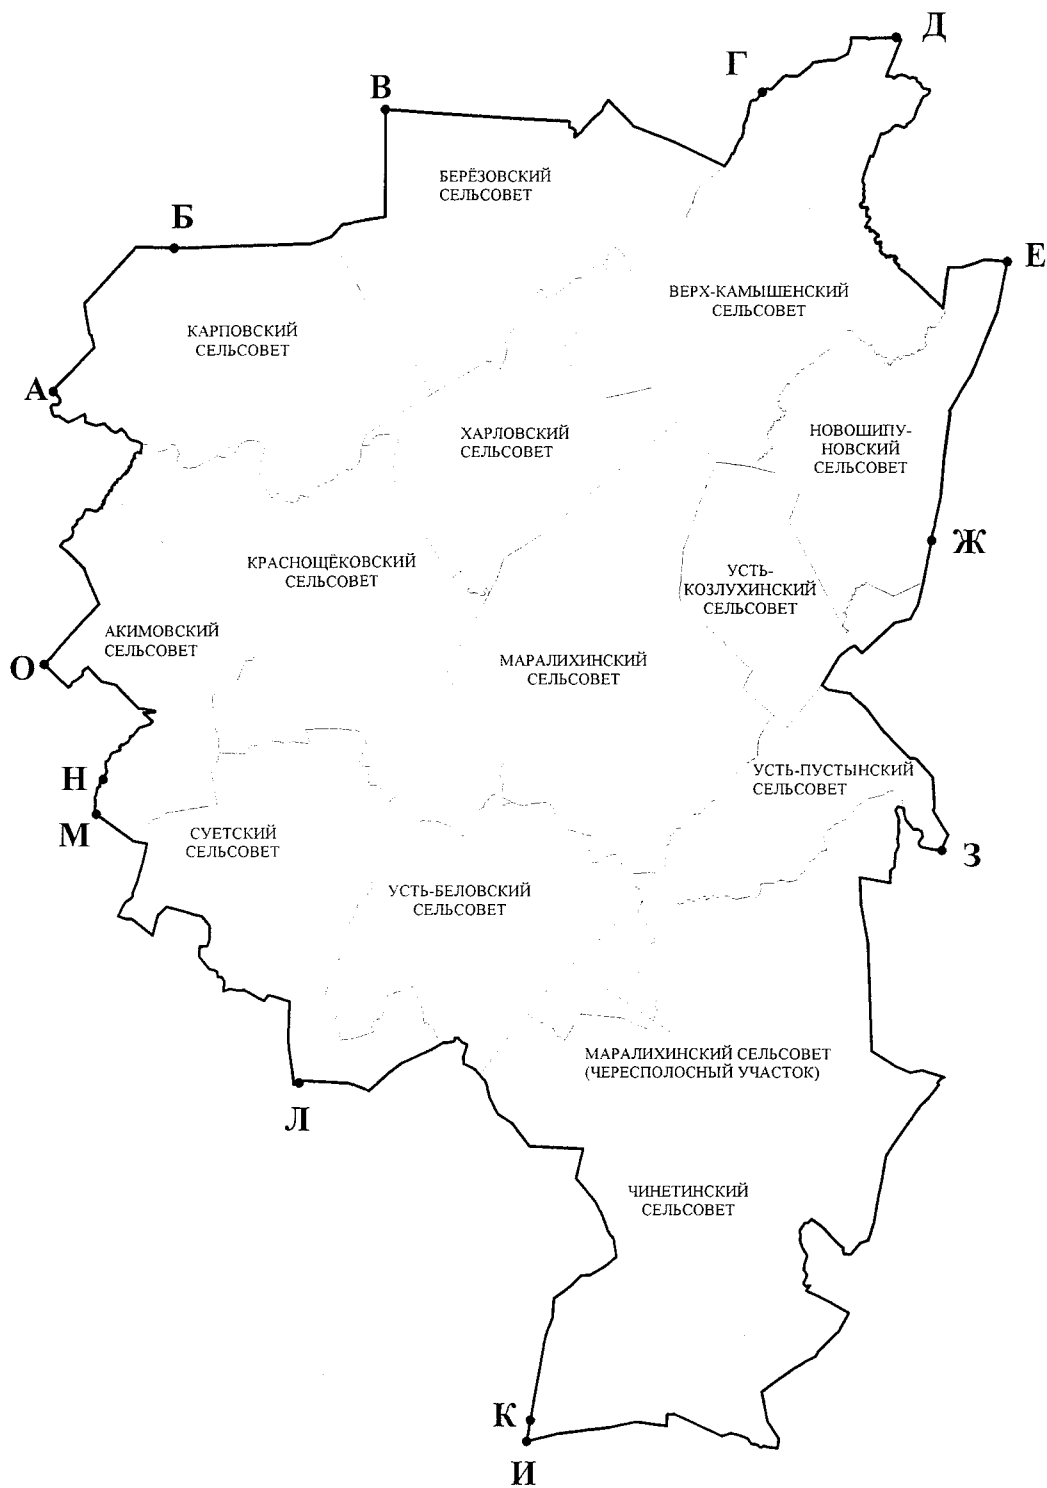 Д
Г
В
БЕРЁЗОВСКИЙ
СЕЛЬСОВЕТ
Б
Е
ВЕРХ-КАМЫШЕНСКИЙ
СЕЛЬСОВЕТ
КАРПОВСКИЙ
СЕЛЬСОВЕТ
А
ХАРЛОВСКИЙ
СЕЛЬСОВЕТ
НОВОШИПУ-
НОВСКИЙ
СЕЛЬСОВЕТ
Ж
КРАСНОЩЁКОВСКИЙ
СЕЛЬСОВЕТ
УСТЬ-
КОЗЛУХИНСКИЙ
СЕЛЬСОВЕТ
АКИМОВСКИЙ
СЕЛЬСОВЕТ
О
МАРАЛИХИНСКИЙ
СЕЛЬСОВЕТ
Н
УСТЬ-ПУСТЫНСКИЙ
СЕЛЬСОВЕТ
М
СУЕТСКИЙ
СЕЛЬСОВЕТ
З
УСТЬ-БЕЛОВСКИЙ
СЕЛЬСОВЕТ
МАРАЛИХИНСКИЙ СЕЛЬСОВЕТ
(ЧЕРЕСПОЛОСНЫЙ УЧАСТОК)
Л
ЧИНЕТИНСКИЙ
СЕЛЬСОВЕТ
К
И